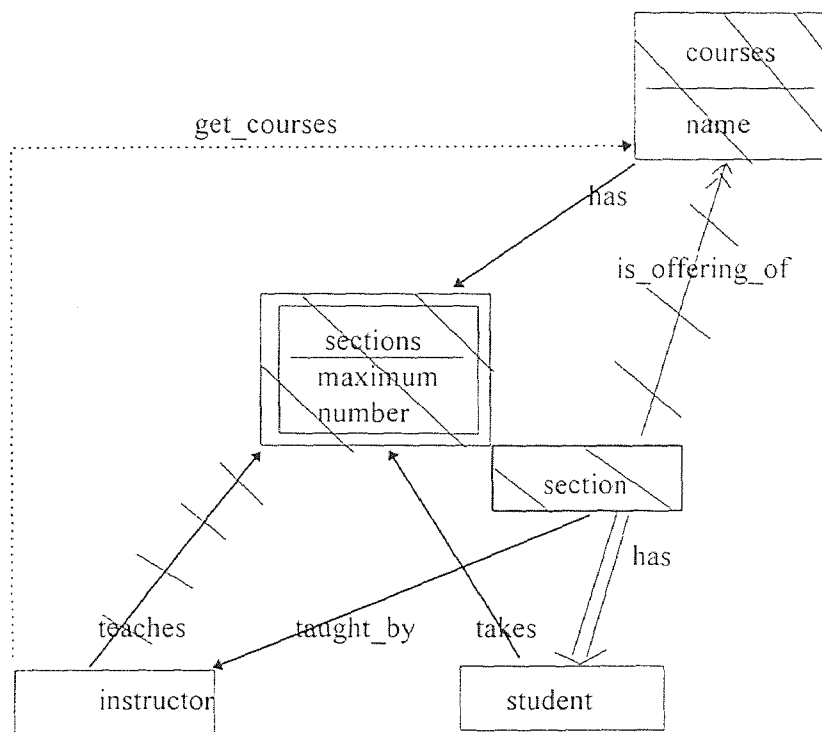 courses
name
get_courses
has
is_offering_of
sections
maximum
number
section
has
teaches
taught_by
takes
instructor
student